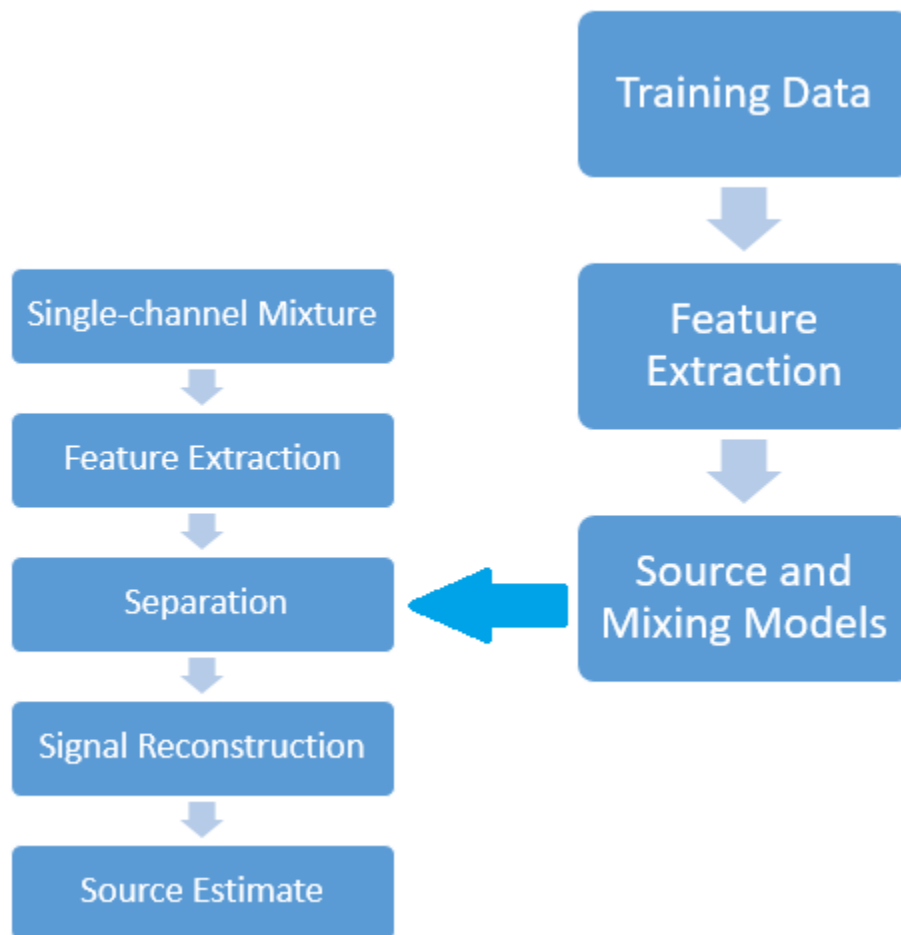 Training Data
Feature
Extraction
Source and
Mixing Models
Single-channel Mixture
Feature Extraction
Separation
Signal Reconstruction
Source Estimate